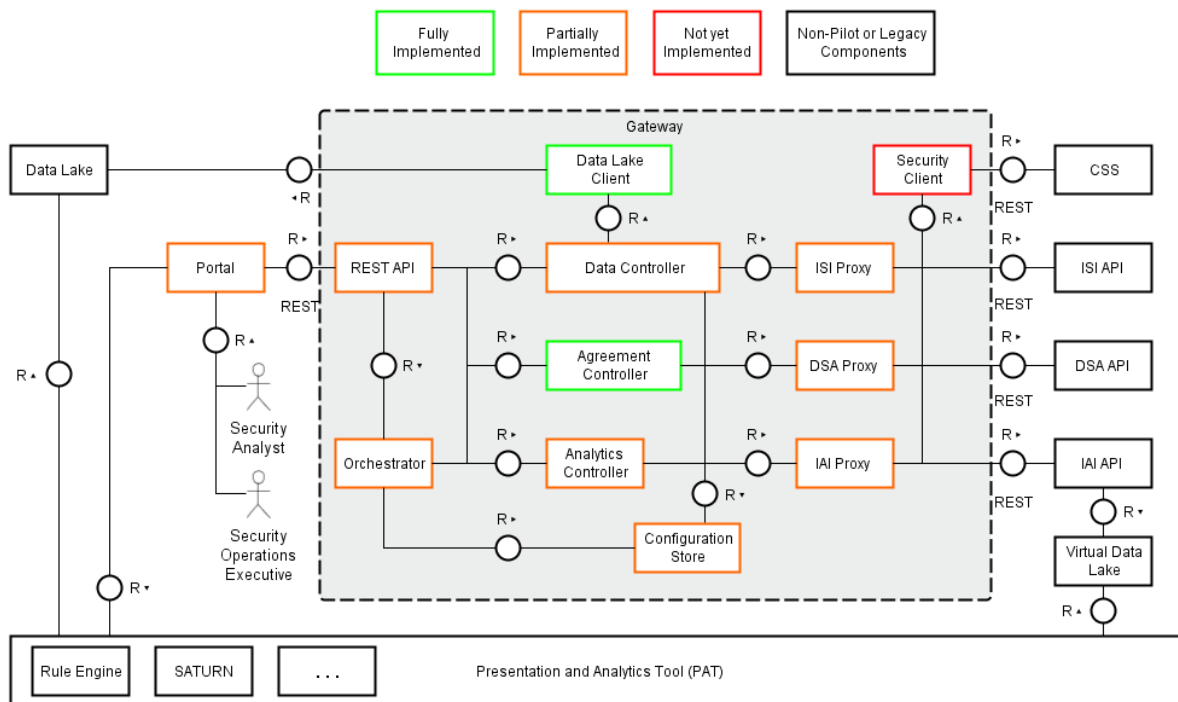 Fully
Implemented
Partially
Implemented
Not yet
Implemented
Non-Pilot or Legacy
Components
Gateway
Data Lake
◂ R
Data Lake
Client
Security
Client
R ▸
REST
CSS
R ▴
R ▴
Portal
R ▸
REST
REST API
R ▸
Data Controller
R ▸
ISI Proxy
R ▸
REST
ISI API
R ▴
R ▴
Security
Analyst
R ▾
R ▸
Agreement
Controller
R ▸
DSA Proxy
R ▸
REST
DSA API
Security
Operations
Executive
Orchestrator
R ▸
Analytics
Controller
R ▸
IAI Proxy
R ▸
REST
IAI API
R ▾
R ▾
R ▸
Configuration
Store
Virtual Data
Lake
R ▾
R ▴
Rule Engine
SATURN
...
Presentation and Analytics Tool (PAT)